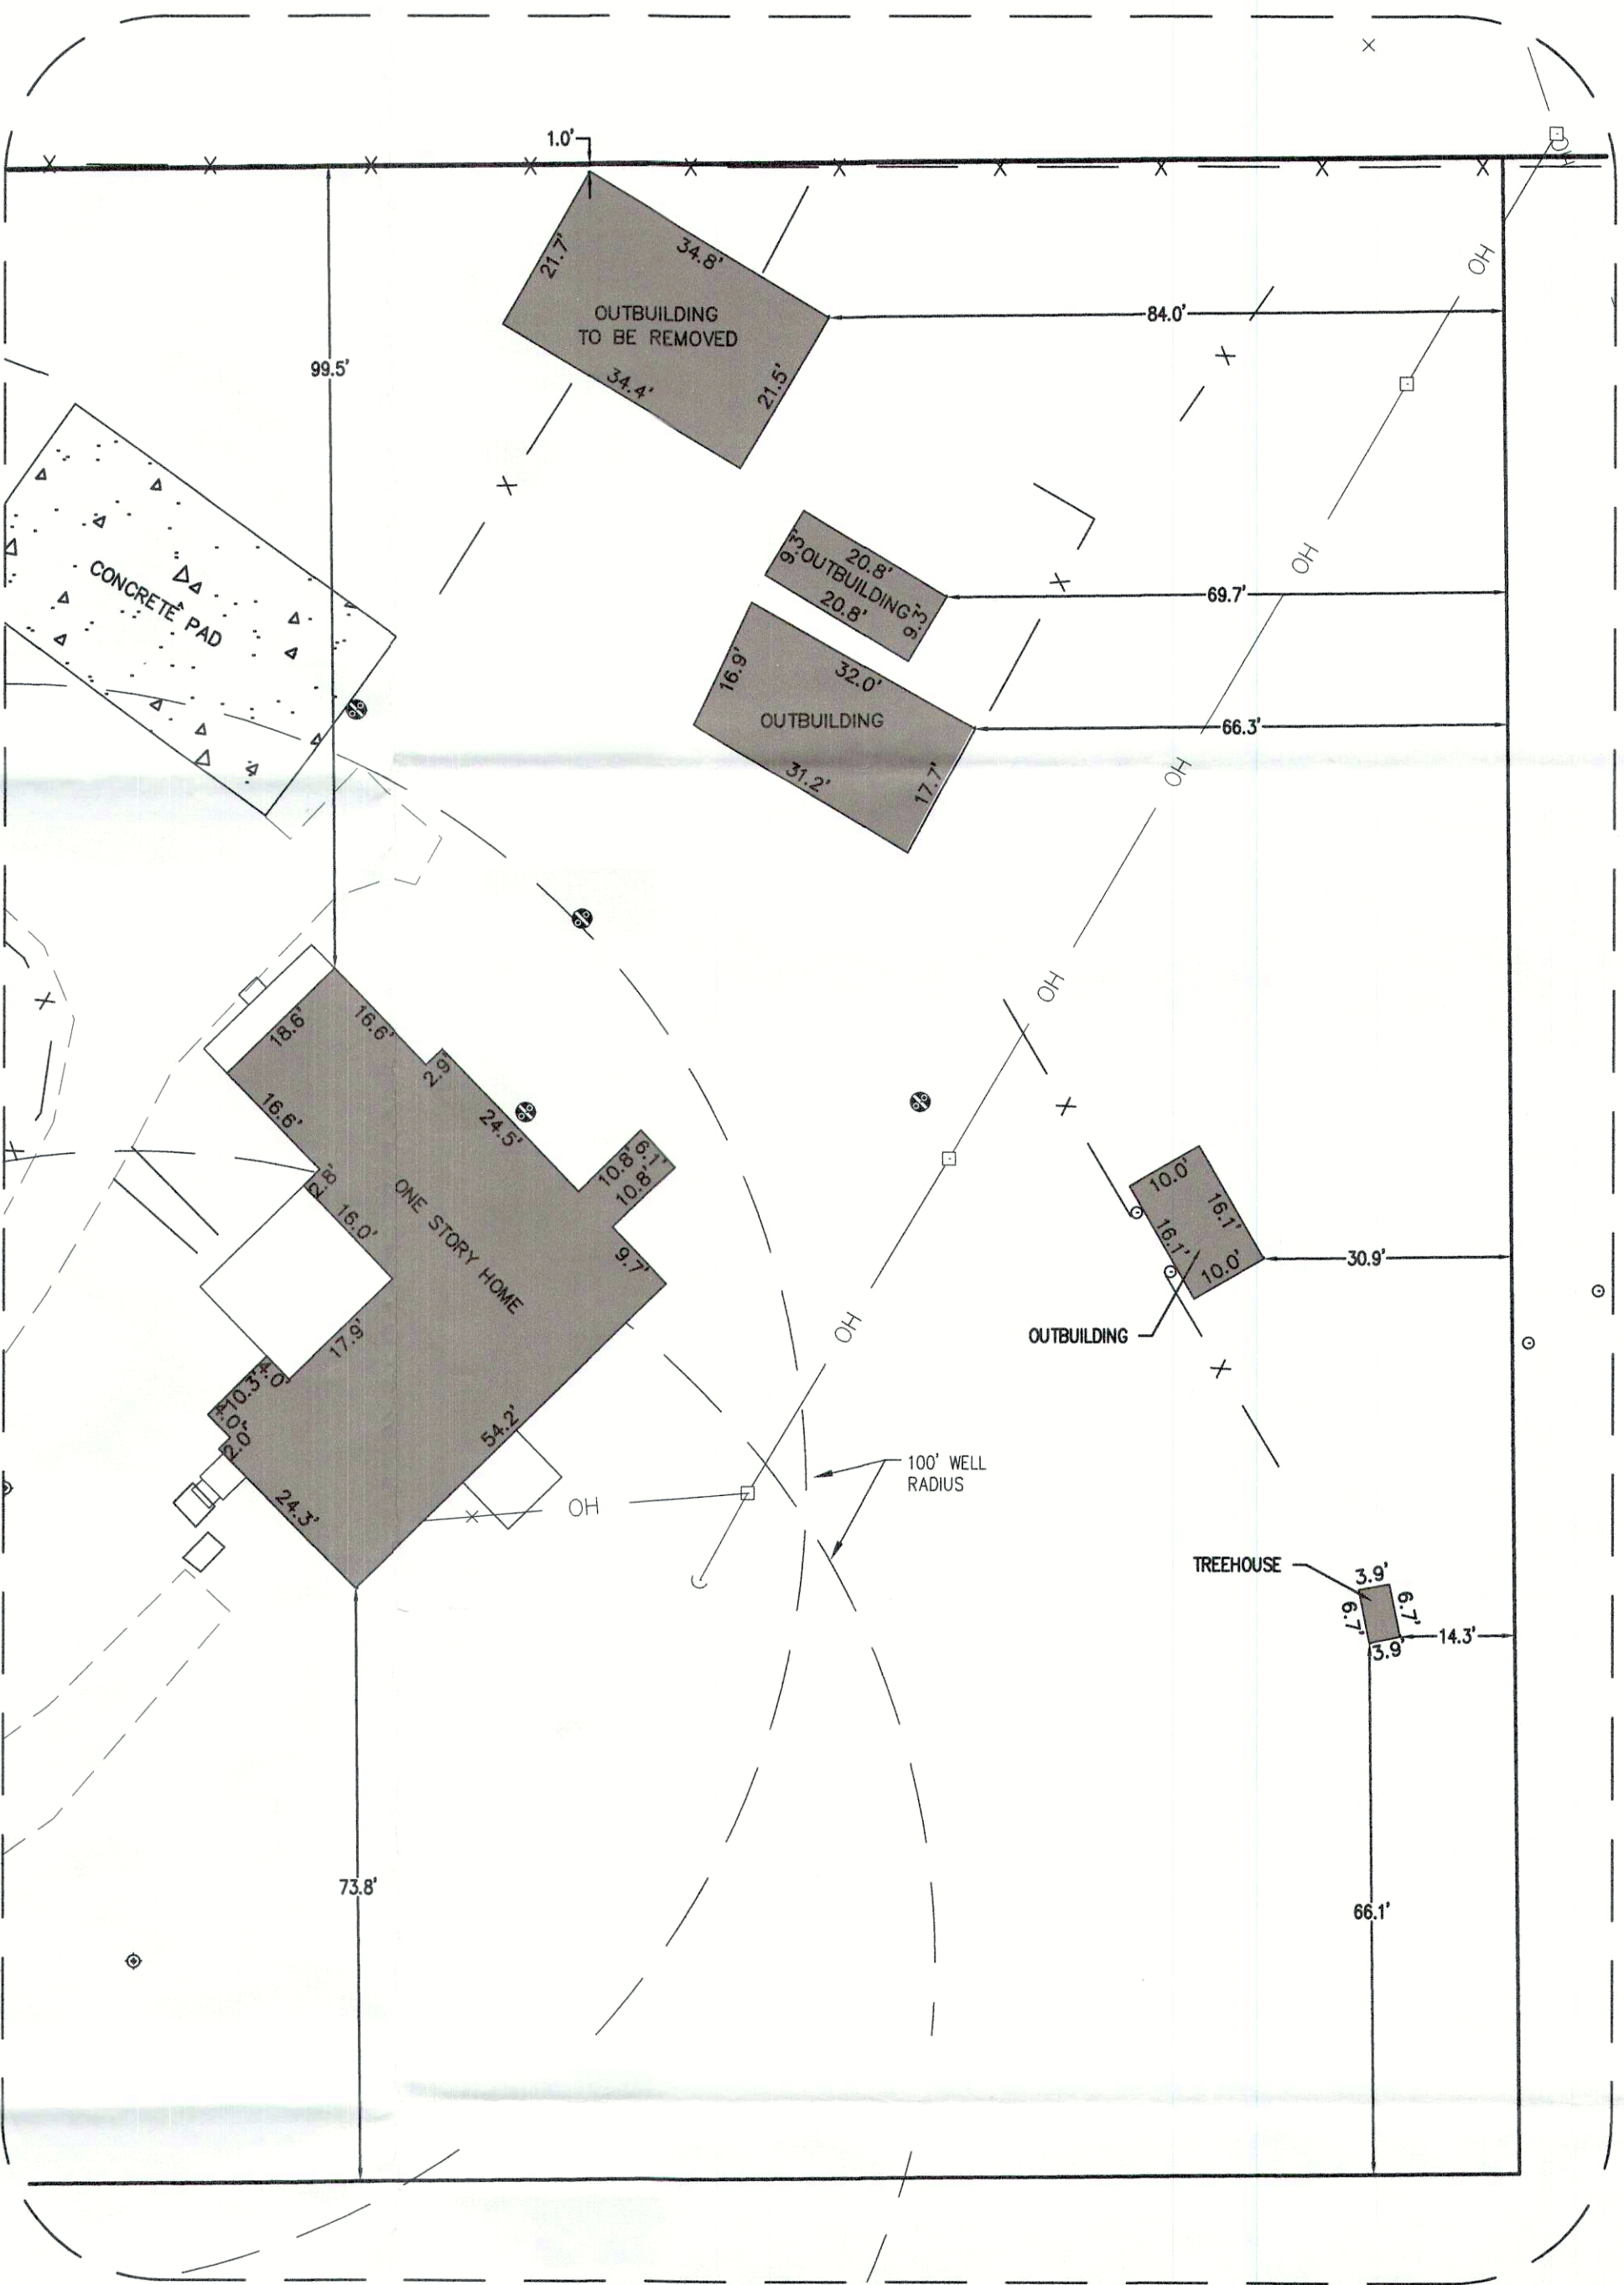 1.0'
OH
21.7'
34.8'
OH
OUTBUILDING
TO BE REMOVED
84.0'
99.5'
34.4'
21.5'
OH
CONCRETE PAD
9.3'
20.8'
OUTBUILDING
20.8'
9.3'
69.7'
16.9'
32.0'
OUTBUILDING
66.3'
31.2'
17.7'
OH
OH
18.6'
16.6'
2.9'
24.5'
16.6'
10.8'
6.1'
10.8'
2.8'
16.0'
ONE STORY HOME
9.7'
10.0'
16.1'
16.1'
10.0'
30.9'
OUTBUILDING
OH
17.9'
4.0'
10.3'
4.0'
2.0'
54.2'
24.3'
OH
100' WELL
RADIUS
TREEHOUSE
3.9'
6.7'
6.7'
3.9'
14.3'
73.8'
66.1'